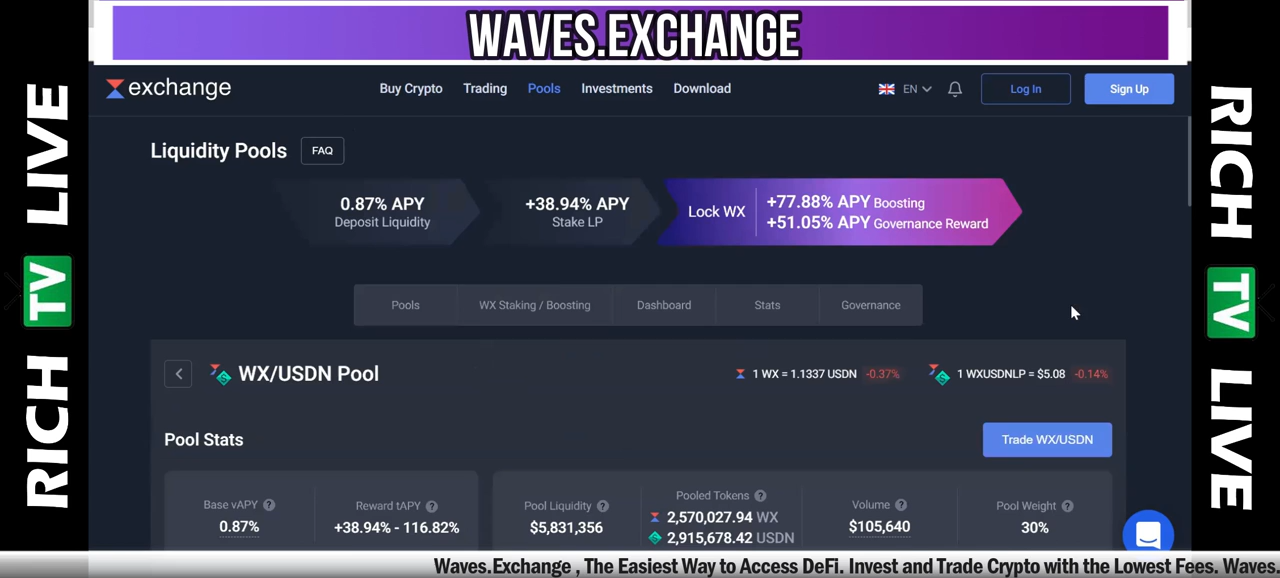 WAVES.EXCHANGE
RICH TV LIVE
RICH TV LIVE
exchange
Buy Crypto Trading Pools Investments Download
EN
Log In
Sign Up
Liquidity Pools
FAQ
0.87% APY
Deposit Liquidity
+38.94% APY
Stake LP
Lock WX
+77.88% APY Boosting
+51.05% APY Governance Reward
Pools WX Staking / Boosting Dashboard Stats Governance
WX/USDN Pool
1 WX = 1.1337 USDN -0.37%
1 WXUSDNLP = $5.08 -0.14%
Pool Stats
Trade WX/USDN
Base vAPY ?
0.87%
Reward tAPY ?
+38.94% - 116.82%
Pool Liquidity ?
$5,831,356
Pooled Tokens ?
2,570,027.94 WX
2,915,678.42 USDN
Volume ?
$105,640
Pool Weight ?
30%
Waves.Exchange , The Easiest Way to Access DeFi. Invest and Trade Crypto with the Lowest Fees. Waves.